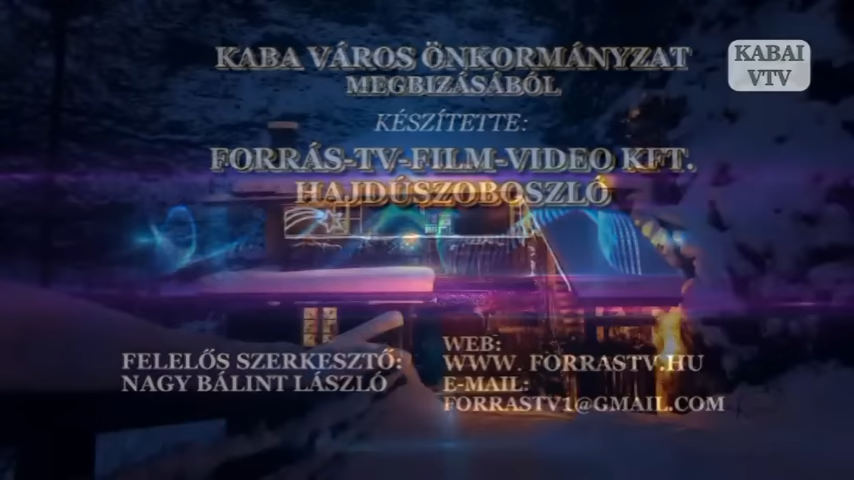 KABA VÁROS ÖNKORMÁNYZAT
MEGBIZÁSÁBÓL
KABAI
VTV
KÉSZÍTETTE:
FORRÁS-TV-FILM-VIDEO KFT.
HAJDÚSZOBOSZLÓ
FELELŐS SZERKESZTŐ:
NAGY BÁLINT LÁSZLÓ
WEB:
WWW. FORRASTV.HU
E-MAIL:
FORRASTV1@GMAIL.COM